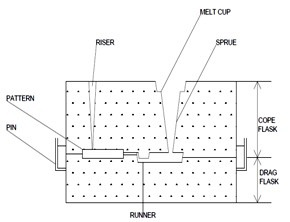 MELT CUP
RISER
SPRUE
PATTERN
PIN
COPE
FLASK
DRAG
FLASK
RUNNER